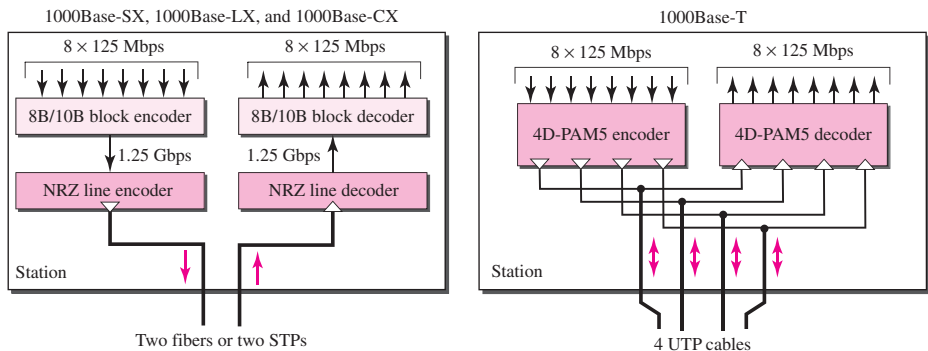 1000Base-SX, 1000Base-LX, and 1000Base-CX
8 × 125 Mbps
8 × 125 Mbps
8B/10B block encoder
8B/10B block decoder
1.25 Gbps
1.25 Gbps
NRZ line encoder
NRZ line decoder
Station
Two fibers or two STPs
1000Base-T
8 × 125 Mbps
8 × 125 Mbps
4D-PAM5 encoder
4D-PAM5 decoder
Station
4 UTP cables